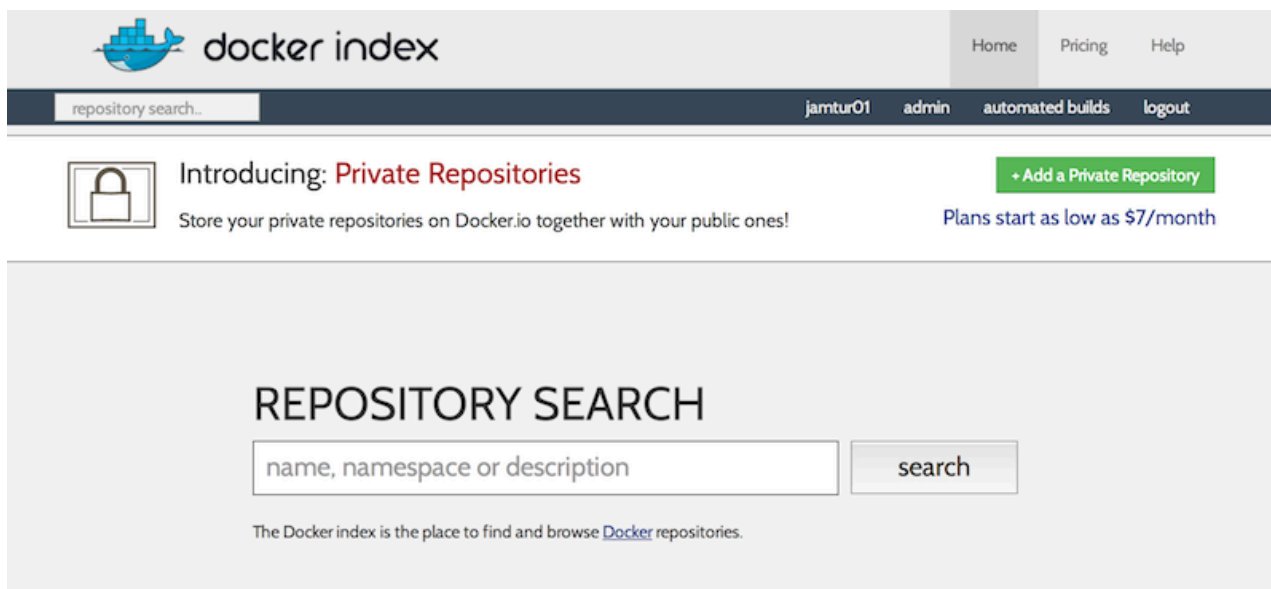 docker index
Home Pricing Help
repository search..
jamtur01 admin automated builds logout
Introducing: Private Repositories
+ Add a Private Repository
Store your private repositories on Docker.io together with your public ones!
Plans start as low as $7/month
REPOSITORY SEARCH
name, namespace or description
search
The Docker index is the place to find and browse Docker repositories.